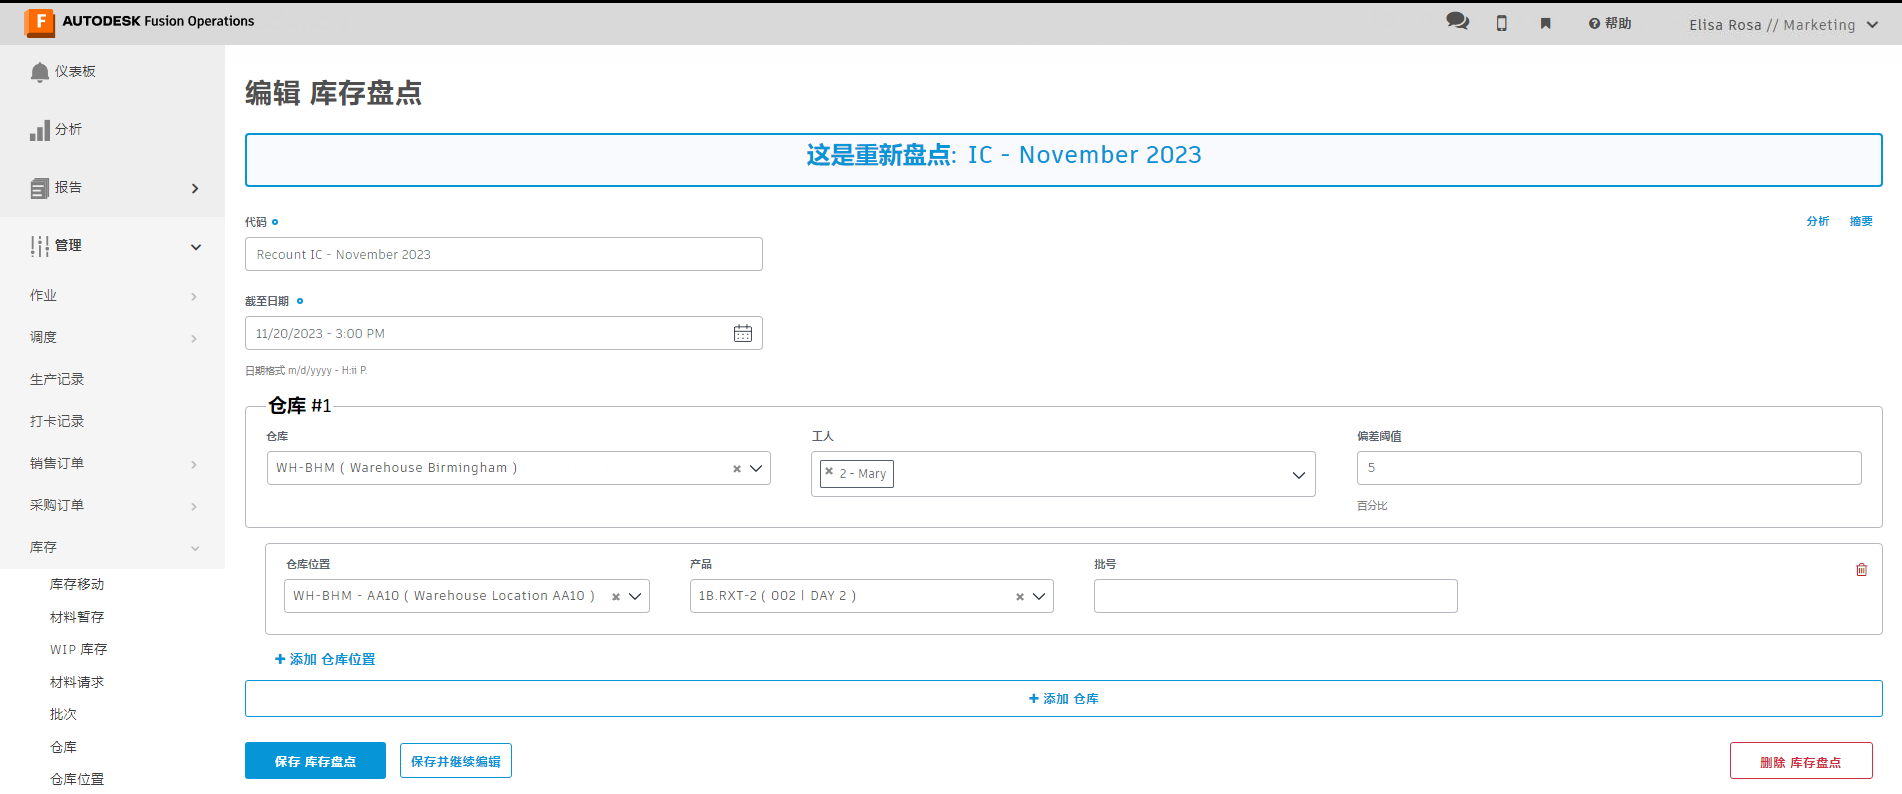 AUTODESK Fusion Operations
帮助
Elisa Rosa // Marketing
仪表板
分析
报告
管理
作业
调度
生产记录
打卡记录
销售订单
采购订单
库存
库存移动
材料暂存
WIP 库存
材料请求
批次
仓库
仓库位置
编辑 库存盘点
这是重新盘点: IC - November 2023
分析 摘要
代码
Recount IC - November 2023
截至日期
11/20/2023 - 3:00 PM
日期格式 m/d/yyyy - H:ii P.
仓库 #1
仓库 工人 偏差阈值
WH-BHM ( Warehouse Birmingham ) × 2 - Mary 5
百分比
仓库位置 产品 批号
WH-BHM - AA10 ( Warehouse Location AA10 ) × 1B.RXT-2 ( 002 | DAY 2 ) ×
+ 添加 仓库位置
+ 添加 仓库
保存 库存盘点 保存并继续编辑 删除 库存盘点